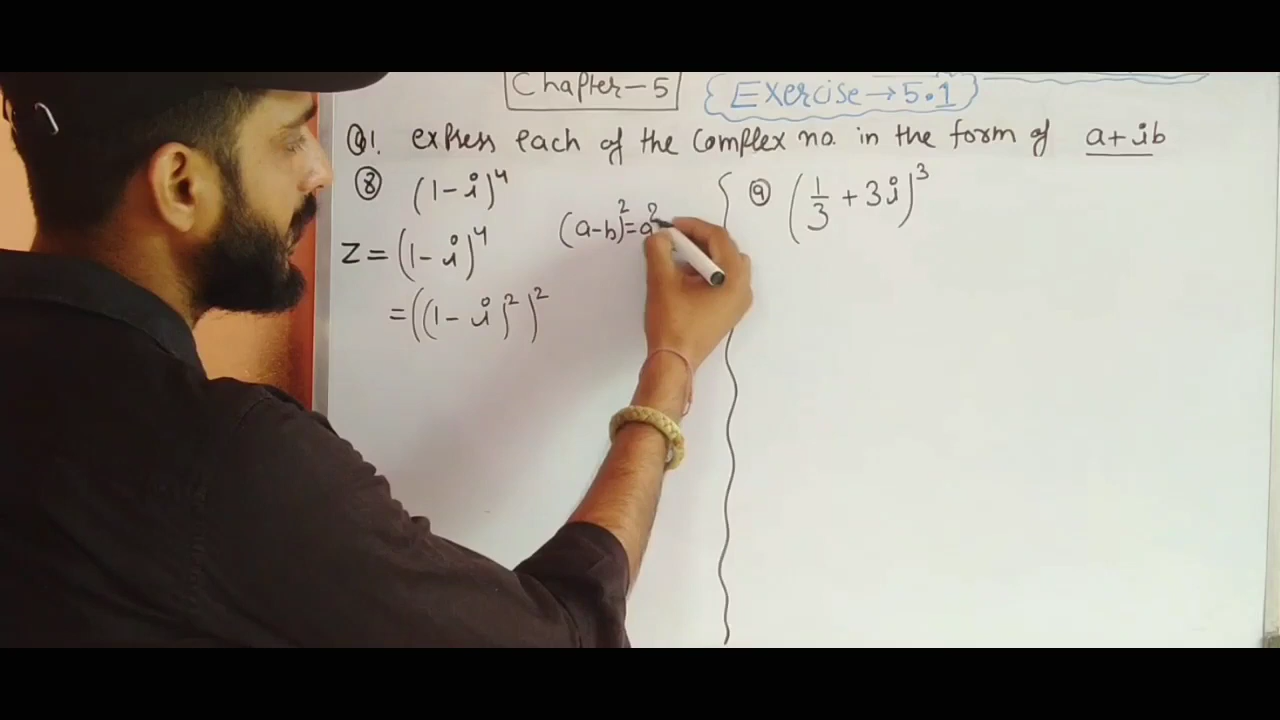 Chapter-5
Exercise → 5.1
Q1. express each of the Complex no. in the form of a+ib
⑧ (1-i)⁴
Z = (1-i)⁴
= ((1-i)²)²
(a-b)² = a²
⑨ (1/3 + 3i)³